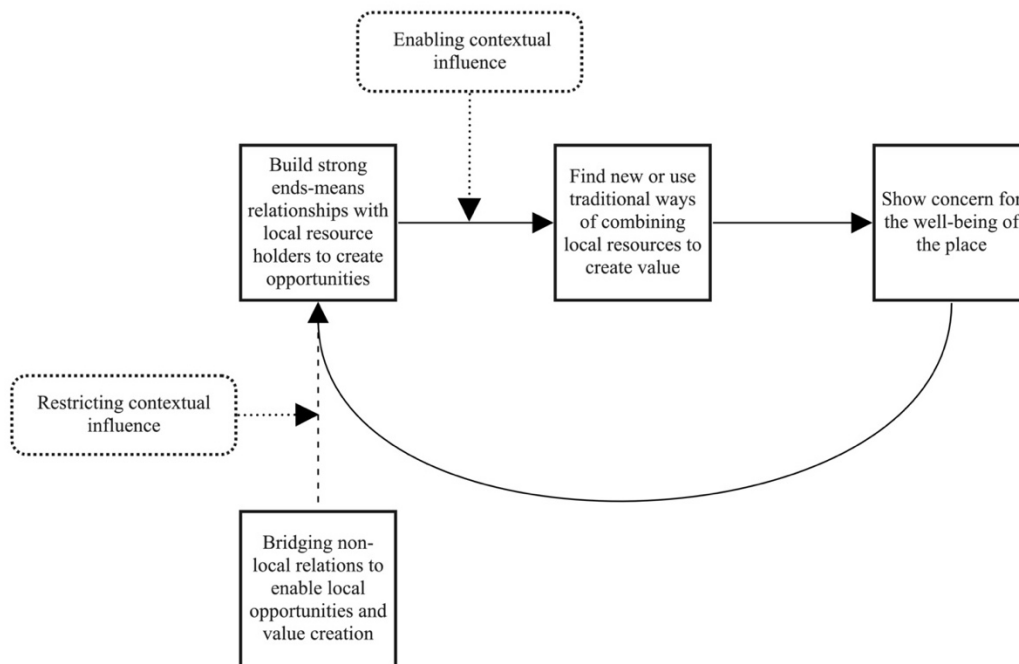 Enabling contextual
influence
Build strong
ends-means
relationships with
local resource
holders to create
opportunities
Find new or use
traditional ways
of combining
local resources to
create value
Show concern for
the well-being of
the place
Restricting contextual
influence
Bridging non-
local relations to
enable local
opportunities and
value creation